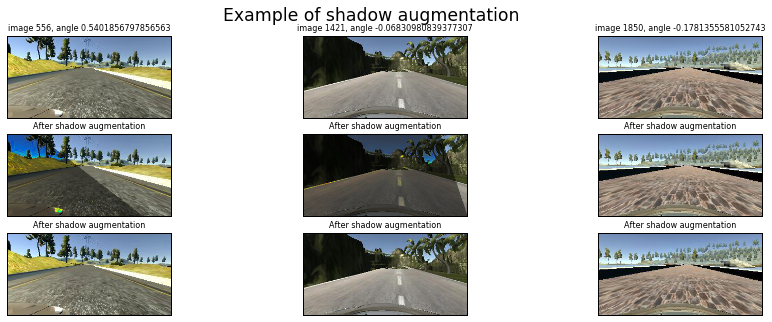 Example of shadow augmentation
image 556, angle 0.5401856797856563
image 1421, angle -0.06830980839377307
image 1850, angle -0.1781355581052743
After shadow augmentation
After shadow augmentation
After shadow augmentation
After shadow augmentation
After shadow augmentation
After shadow augmentation